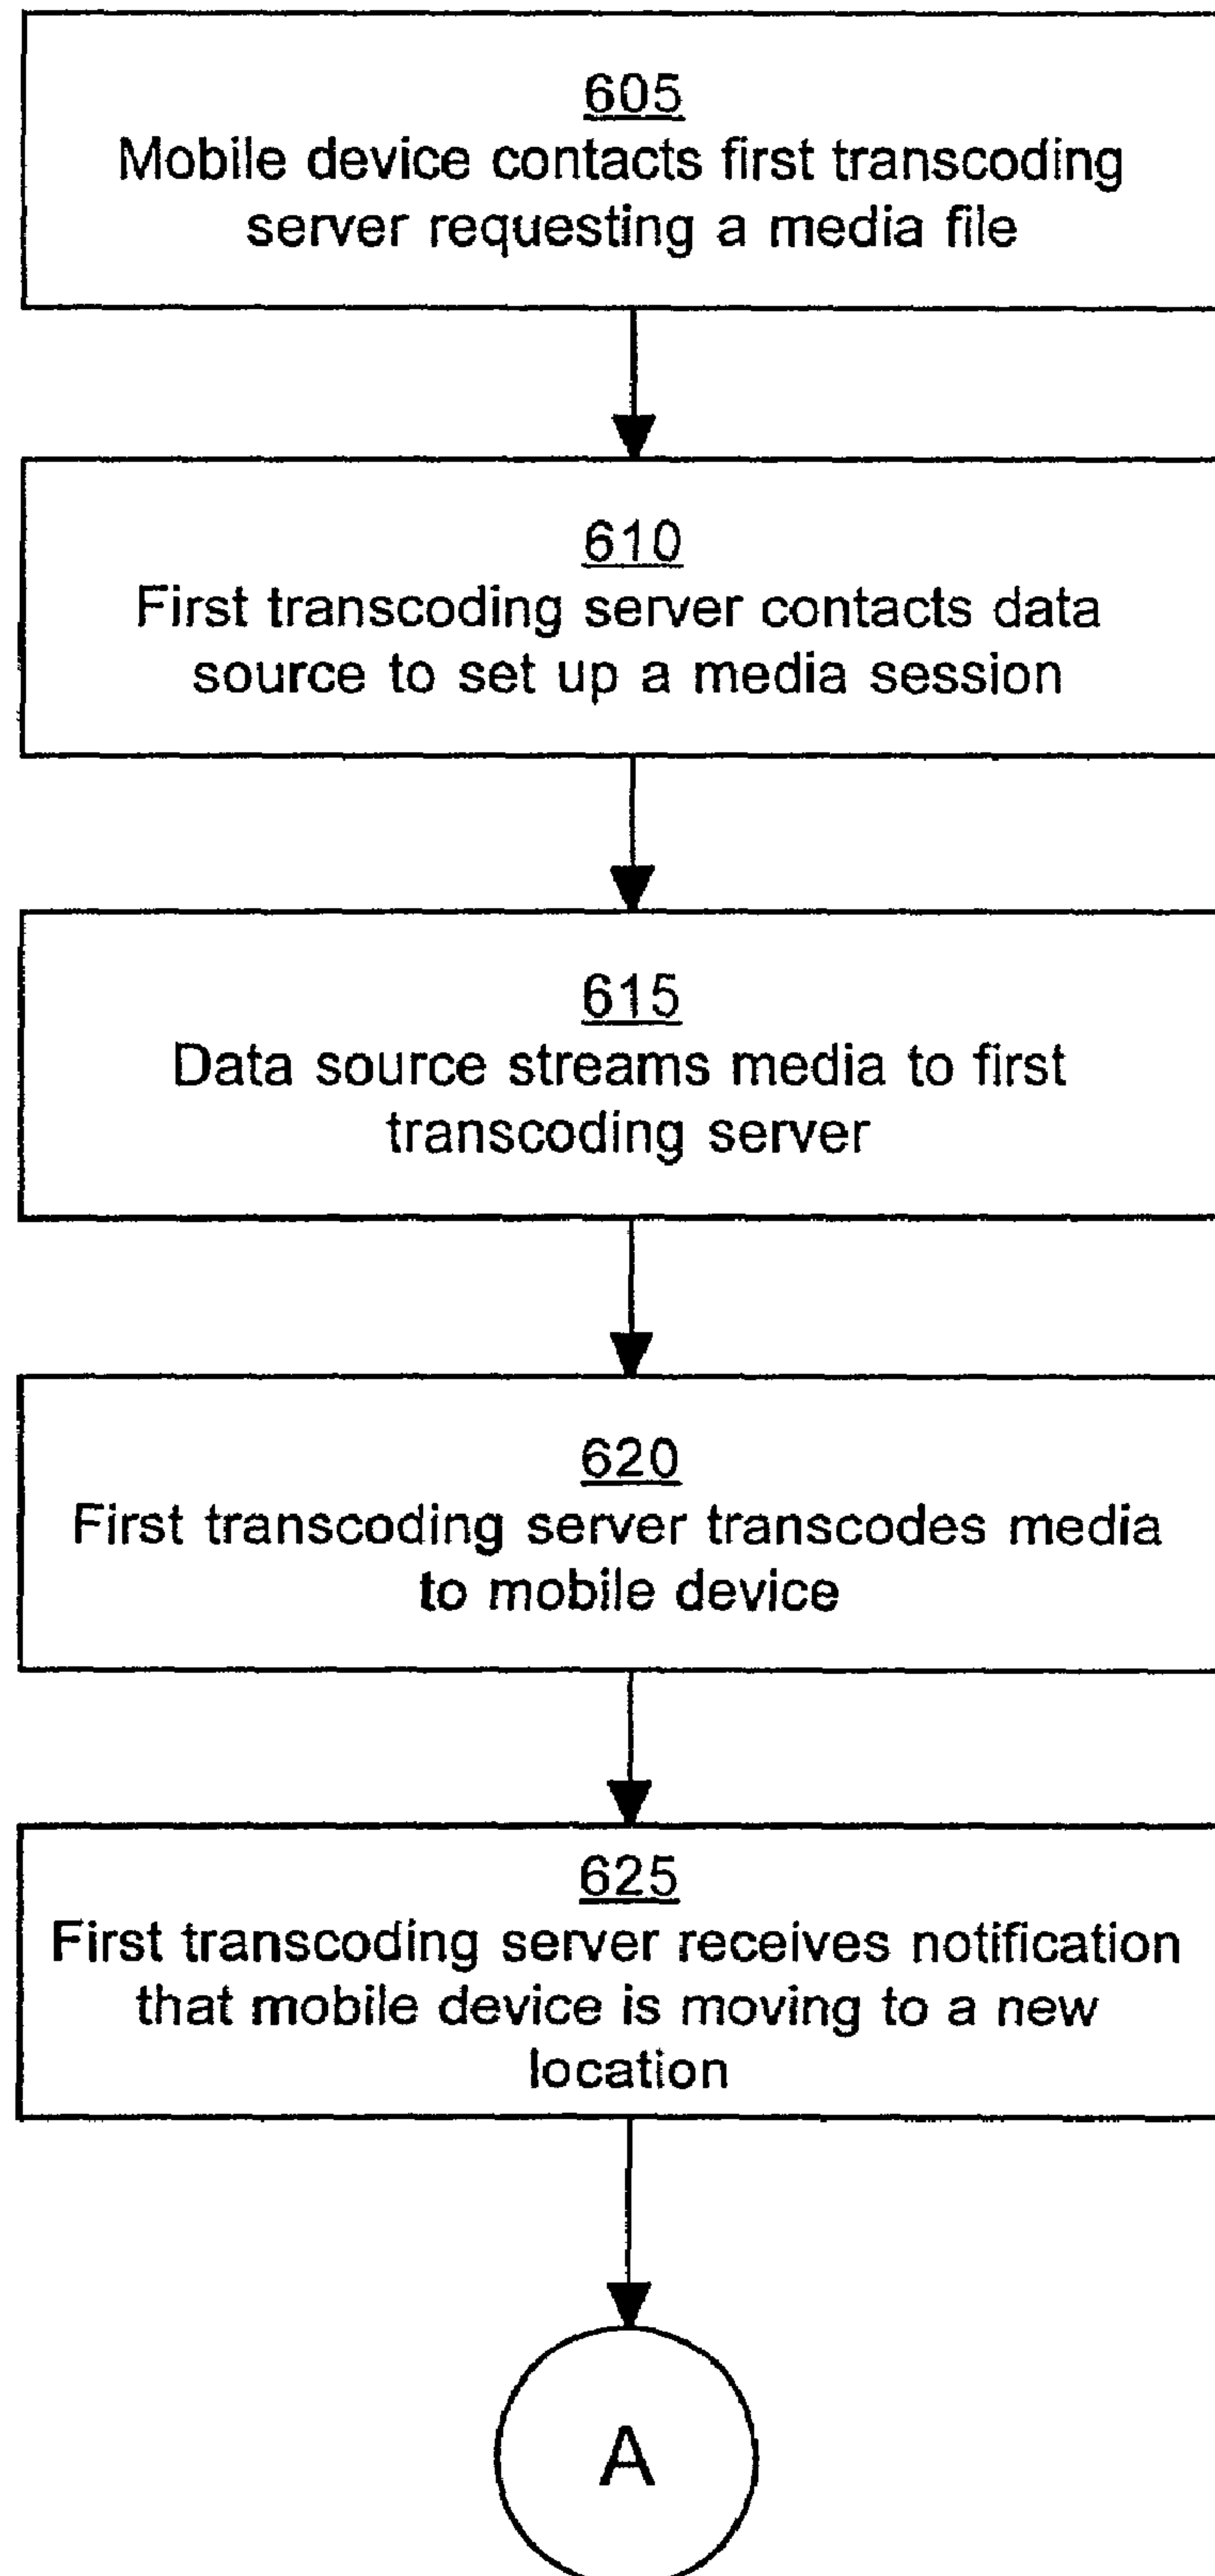 605
Mobile device contacts first transcoding
server requesting a media file
610
First transcoding server contacts data
source to set up a media session
615
Data source streams media to first
transcoding server
620
First transcoding server transcodes media
to mobile device
625
First transcoding server receives notification
that mobile device is moving to a new
location
A